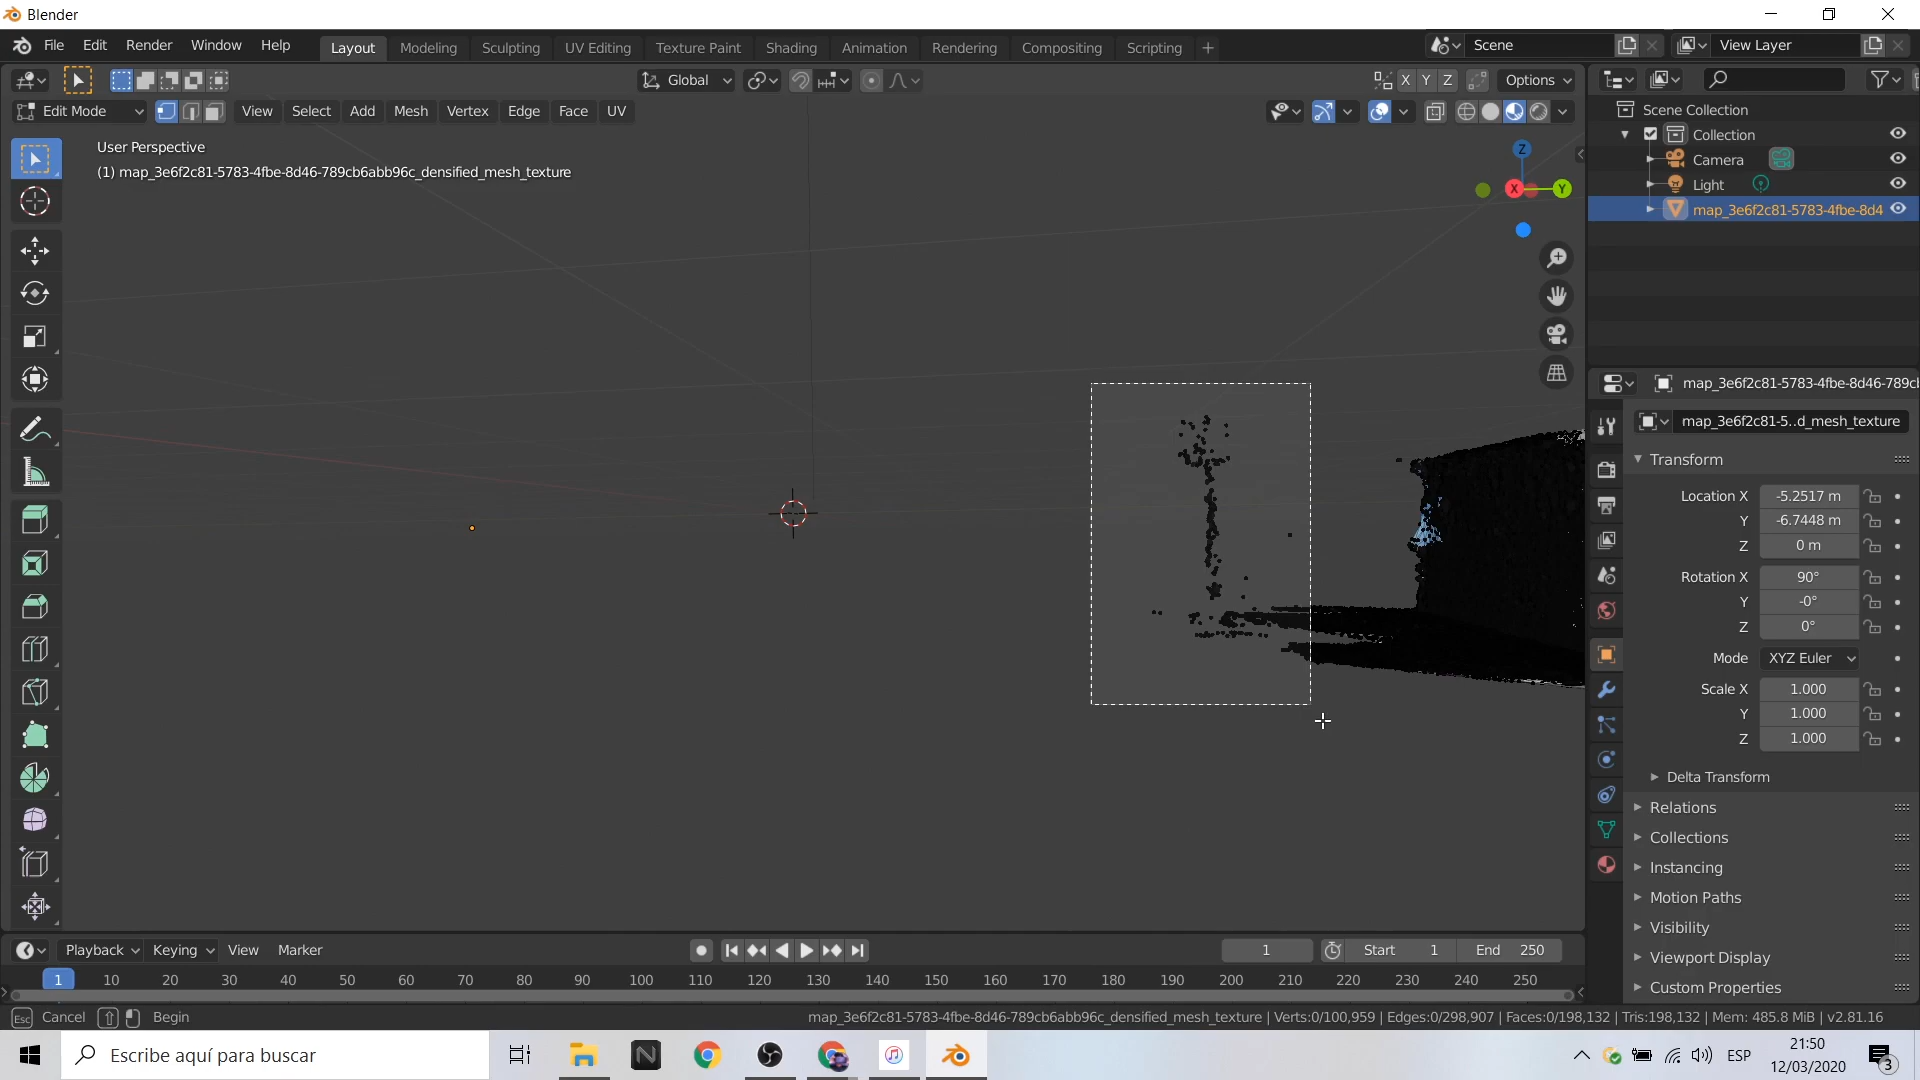 Blender
File Edit Render Window Help
Layout Modeling Sculpting UV Editing Texture Paint Shading Animation Rendering Compositing Scripting +
Scene
View Layer
Global
X Y Z
Options
Edit Mode
View Select Add Mesh Vertex Edge Face UV
User Perspective
(1) map_3e6f2c81-5783-4fbe-8d46-789cb6abb96c_densified_mesh_texture
Z
X
Y
Scene Collection
Collection
Camera
Light
map_3e6f2c81-5783-4fbe-8d4
map_3e6f2c81-5783-4fbe-8d46-789cb
map_3e6f2c81-5..d_mesh_texture
Transform
Location X -5.2517 m
Y -6.7448 m
Z 0 m
Rotation X 90°
Y -0°
Z 0°
Mode XYZ Euler
Scale X 1.000
Y 1.000
Z 1.000
Delta Transform
Relations
Collections
Instancing
Motion Paths
Visibility
Viewport Display
Custom Properties
Playback Keying View Marker
1 Start 1 End 250
1 10 20 30 40 50 60 70 80 90 100 110 120 130 140 150 160 170 180 190 200 210 220 230 240 250
Esc Cancel Begin
map_3e6f2c81-5783-4fbe-8d46-789cb6abb96c_densified_mesh_texture | Verts:0/100,959 | Edges:0/298,907 | Faces:0/198,132 | Tris:198,132 | Mem: 485.8 MiB | v2.81.16
Escribe aquí para buscar
ESP
21:50
12/03/2020
3